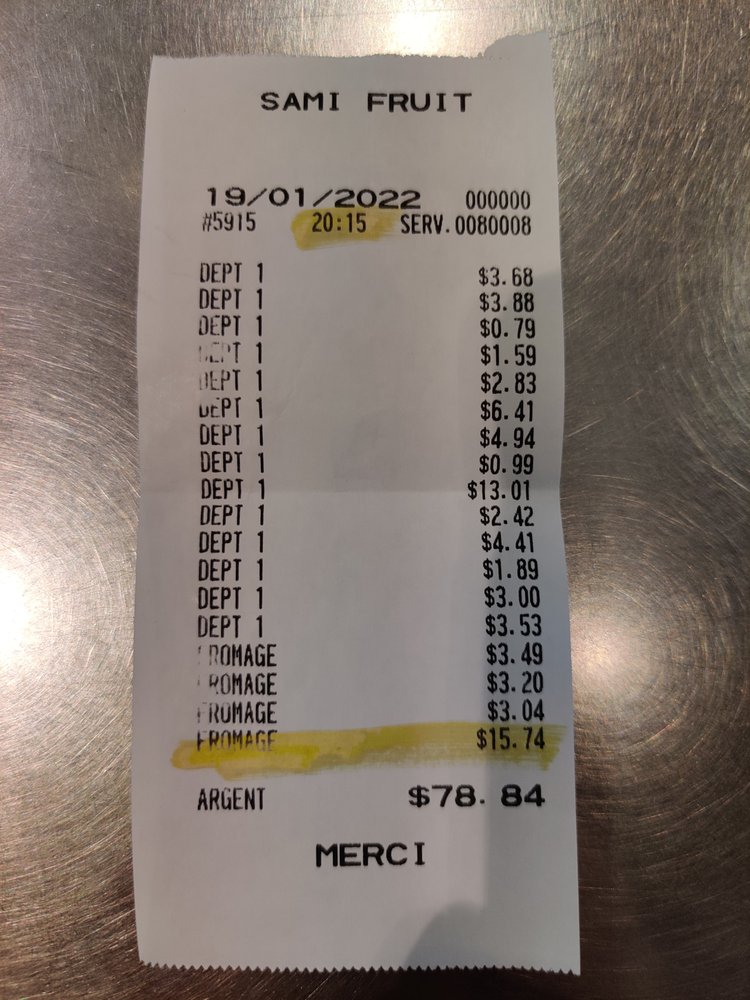 SAMI FRUIT
19/01/2022 000000
#5915 20:15 SERV.0080008
DEPT 1 $3.68
DEPT 1 $3.88
DEPT 1 $0.79
DEPT 1 $1.59
DEPT 1 $2.83
DEPT 1 $6.41
DEPT 1 $4.94
DEPT 1 $0.99
DEPT 1 $13.01
DEPT 1 $2.42
DEPT 1 $4.41
DEPT 1 $1.89
DEPT 1 $3.00
DEPT 1 $3.53
FROMAGE $3.49
FROMAGE $3.20
FROMAGE $3.04
FROMAGE $15.74
ARGENT $78.84
MERCI